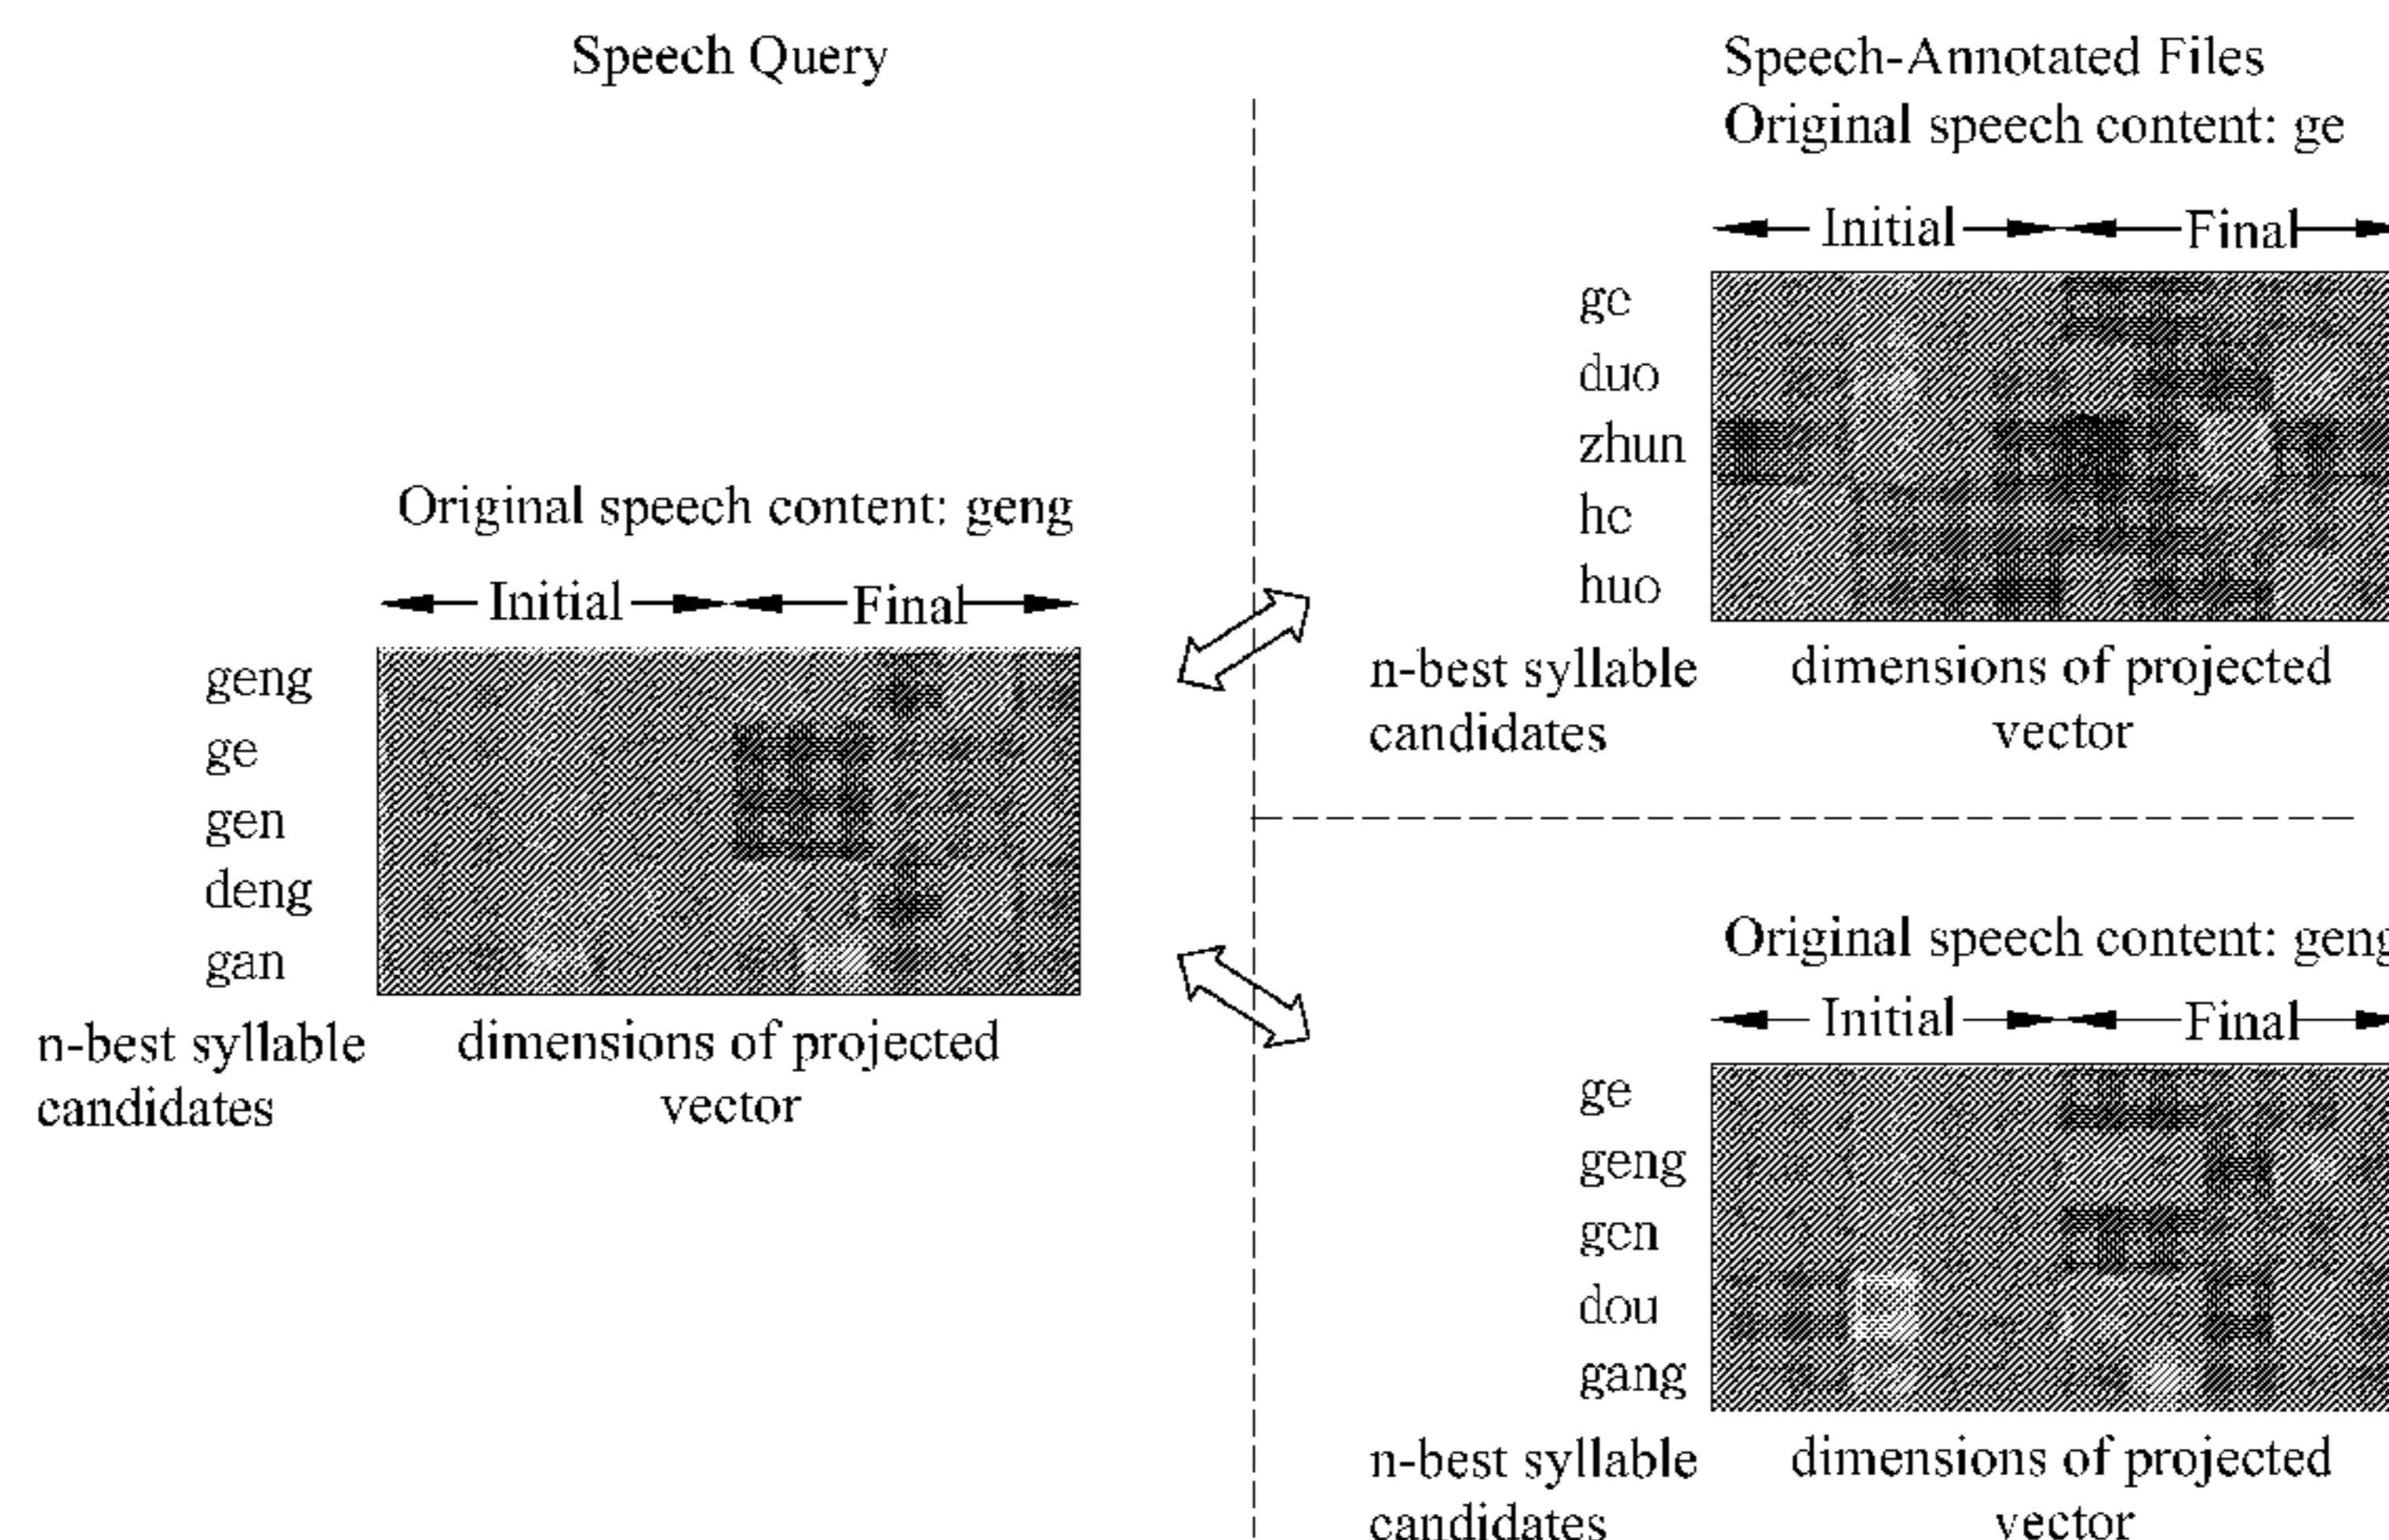 Speech Query
Original speech content: geng
Initial Final
geng
ge
gen
deng
gan
n-best syllable
candidates
dimensions of projected
vector
Speech-Annotated Files
Original speech content: ge
Initial Final
ge
duo
zhun
he
huo
n-best syllable
candidates
dimensions of projected
vector
Original speech content: geng
Initial Final
ge
geng
gen
dou
gang
n-best syllable
candidates
dimensions of projected
vector